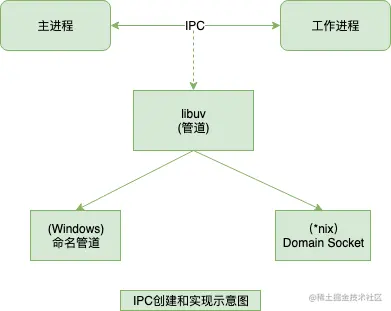 主进程
IPC
工作进程
libuv
(管道)
(Windows)
命名管道
(*nix)
Domain Socket
IPC创建和实现示意图
@稀土掘金技术社区